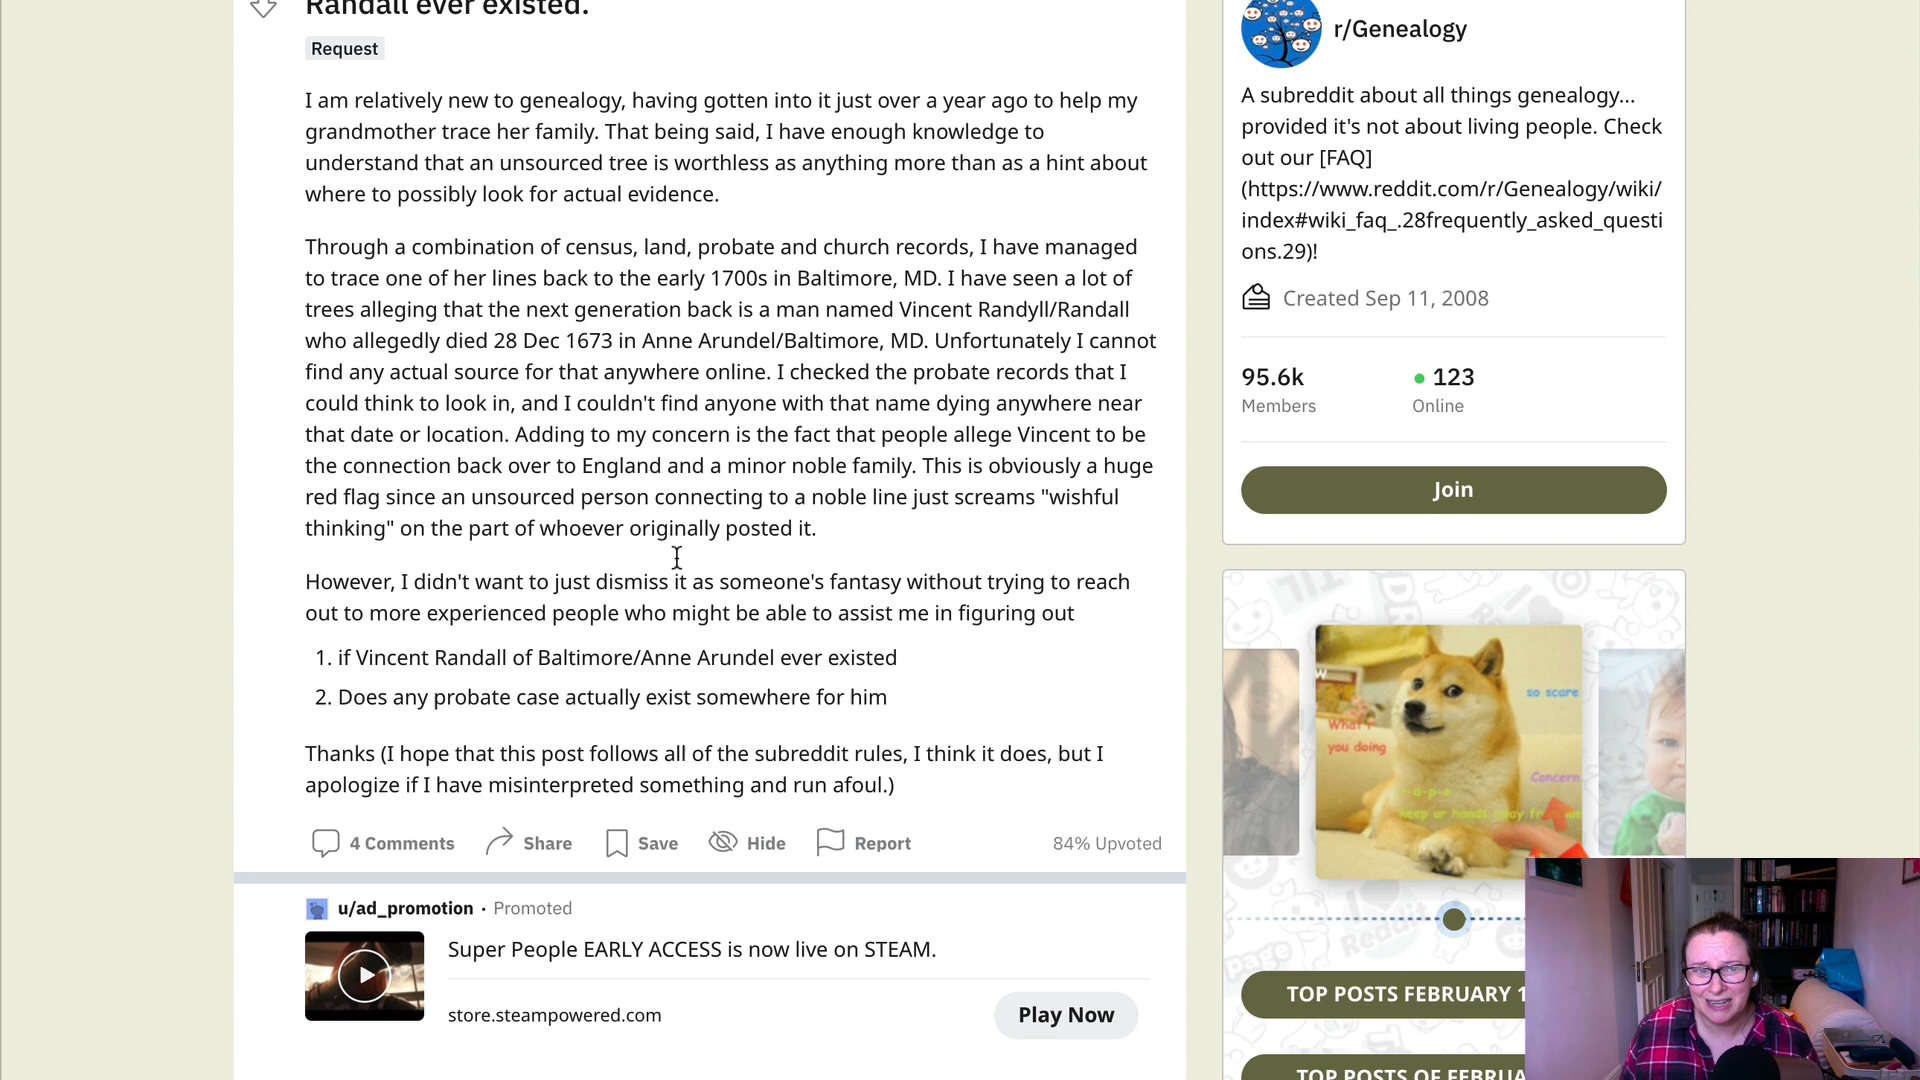 Randall ever existed.
Request
I am relatively new to genealogy, having gotten into it just over a year ago to help my
grandmother trace her family. That being said, I have enough knowledge to
understand that an unsourced tree is worthless as anything more than as a hint about
where to possibly look for actual evidence.
Through a combination of census, land, probate and church records, I have managed
to trace one of her lines back to the early 1700s in Baltimore, MD. I have seen a lot of
trees alleging that the next generation back is a man named Vincent Randyll/Randall
who allegedly died 28 Dec 1673 in Anne Arundel/Baltimore, MD. Unfortunately I cannot
find any actual source for that anywhere online. I checked the probate records that I
could think to look in, and I couldn't find anyone with that name dying anywhere near
that date or location. Adding to my concern is the fact that people allege Vincent to be
the connection back over to England and a minor noble family. This is obviously a huge
red flag since an unsourced person connecting to a noble line just screams "wishful
thinking" on the part of whoever originally posted it.
However, I didn't want to just dismiss it as someone's fantasy without trying to reach
out to more experienced people who might be able to assist me in figuring out
1. if Vincent Randall of Baltimore/Anne Arundel ever existed
2. Does any probate case actually exist somewhere for him
Thanks (I hope that this post follows all of the subreddit rules, I think it does, but I
apologize if I have misinterpreted something and run afoul.)
4 Comments Share Save Hide Report 84% Upvoted
u/ad_promotion · Promoted
Super People EARLY ACCESS is now live on STEAM.
store.steampowered.com
Play Now
r/Genealogy
A subreddit about all things genealogy...
provided it's not about living people. Check
out our [FAQ]
(https://www.reddit.com/r/Genealogy/wiki/
index#wiki_faq_.28frequently_asked_questi
ons.29)!
Created Sep 11, 2008
95.6k 123
Members Online
Join
so scare
What r
you doing
Concern
keep ur hands away from me
TOP POSTS FEBRUARY 1
TOP POSTS OF FEBRUA